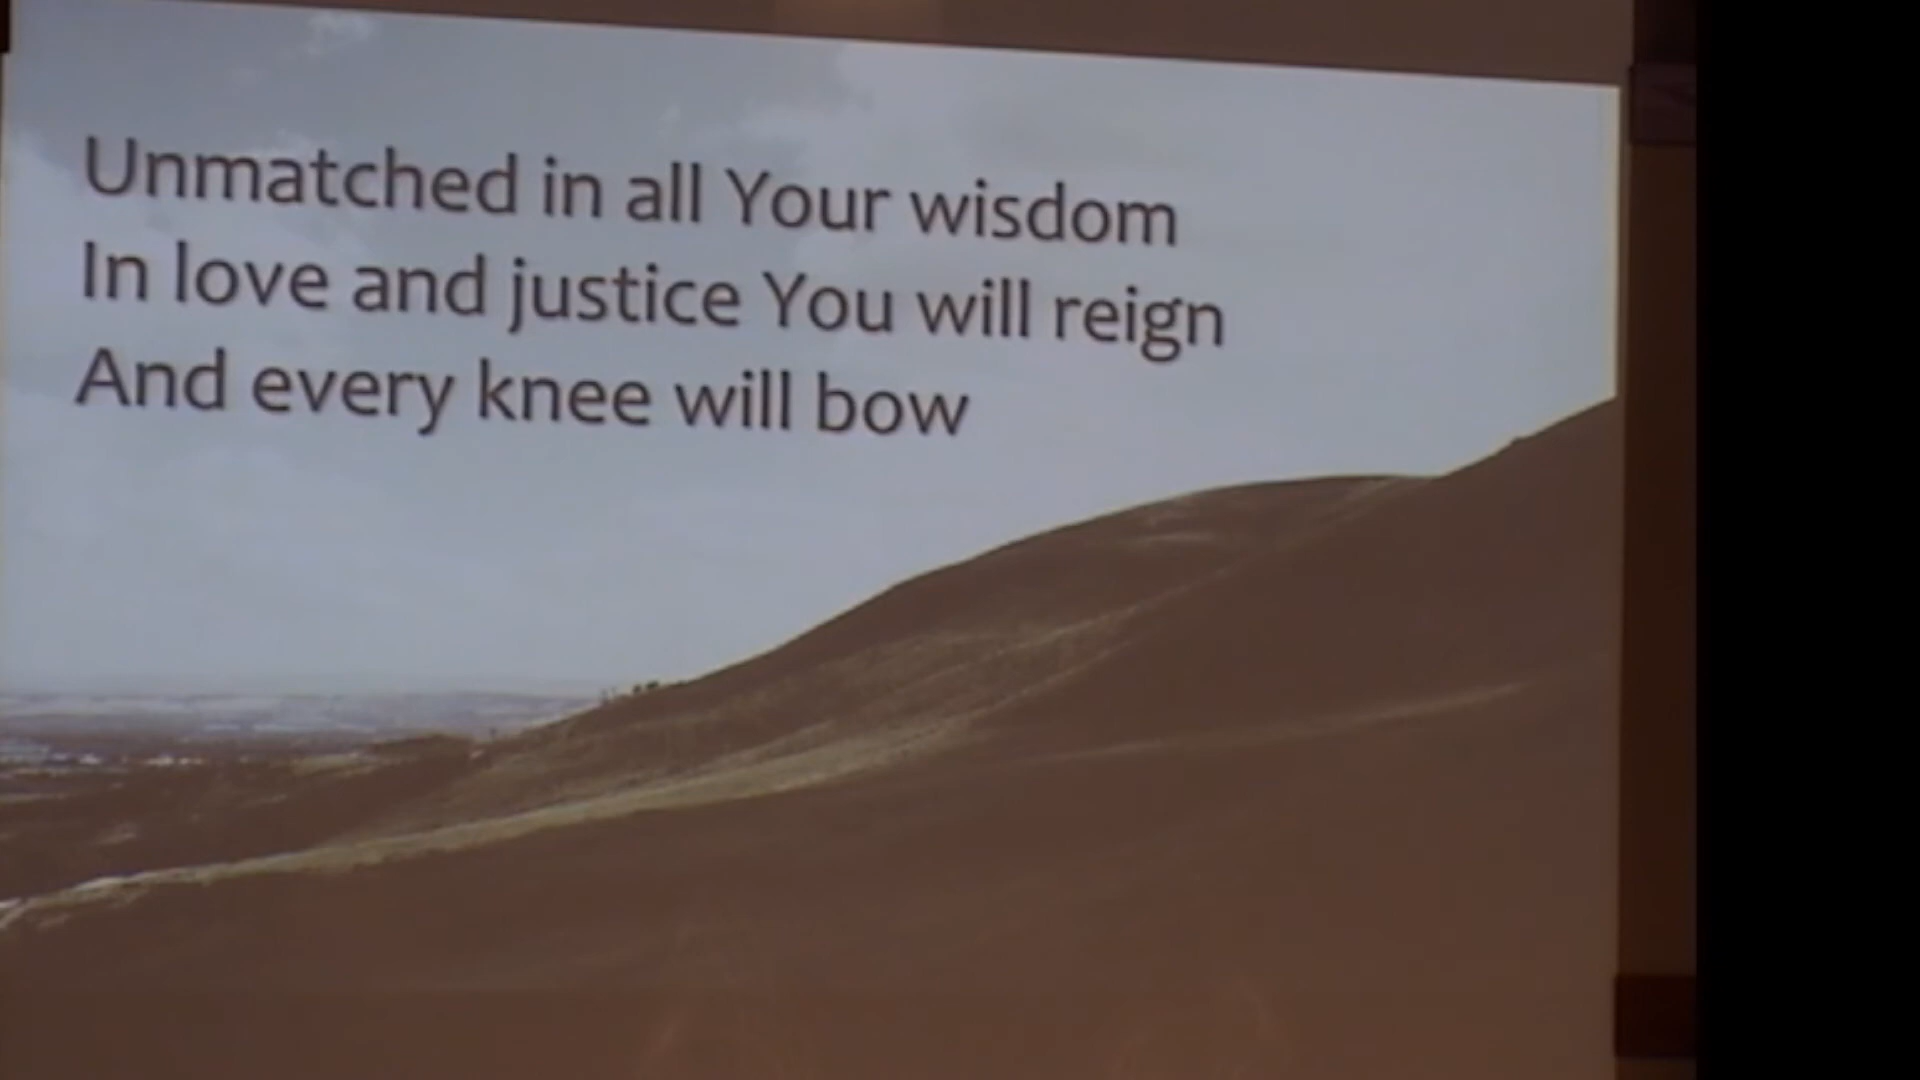 Unmatched in all Your wisdom
In love and justice You will reign
And every knee will bow